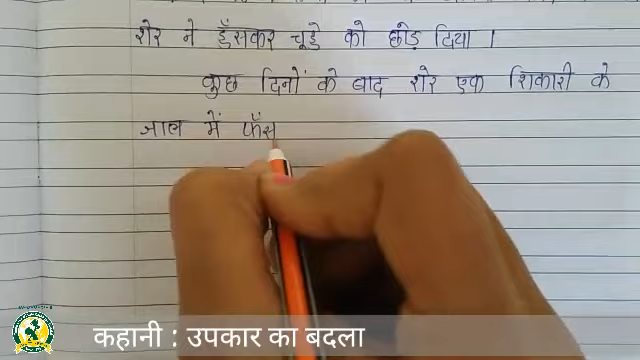 शेर ने हँसकर चूहे को छोड़ दिया ।
कुछ दिनों के बाद शेर एक शिकारी के
जाल में फँस
कहानी : उपकार का बदला